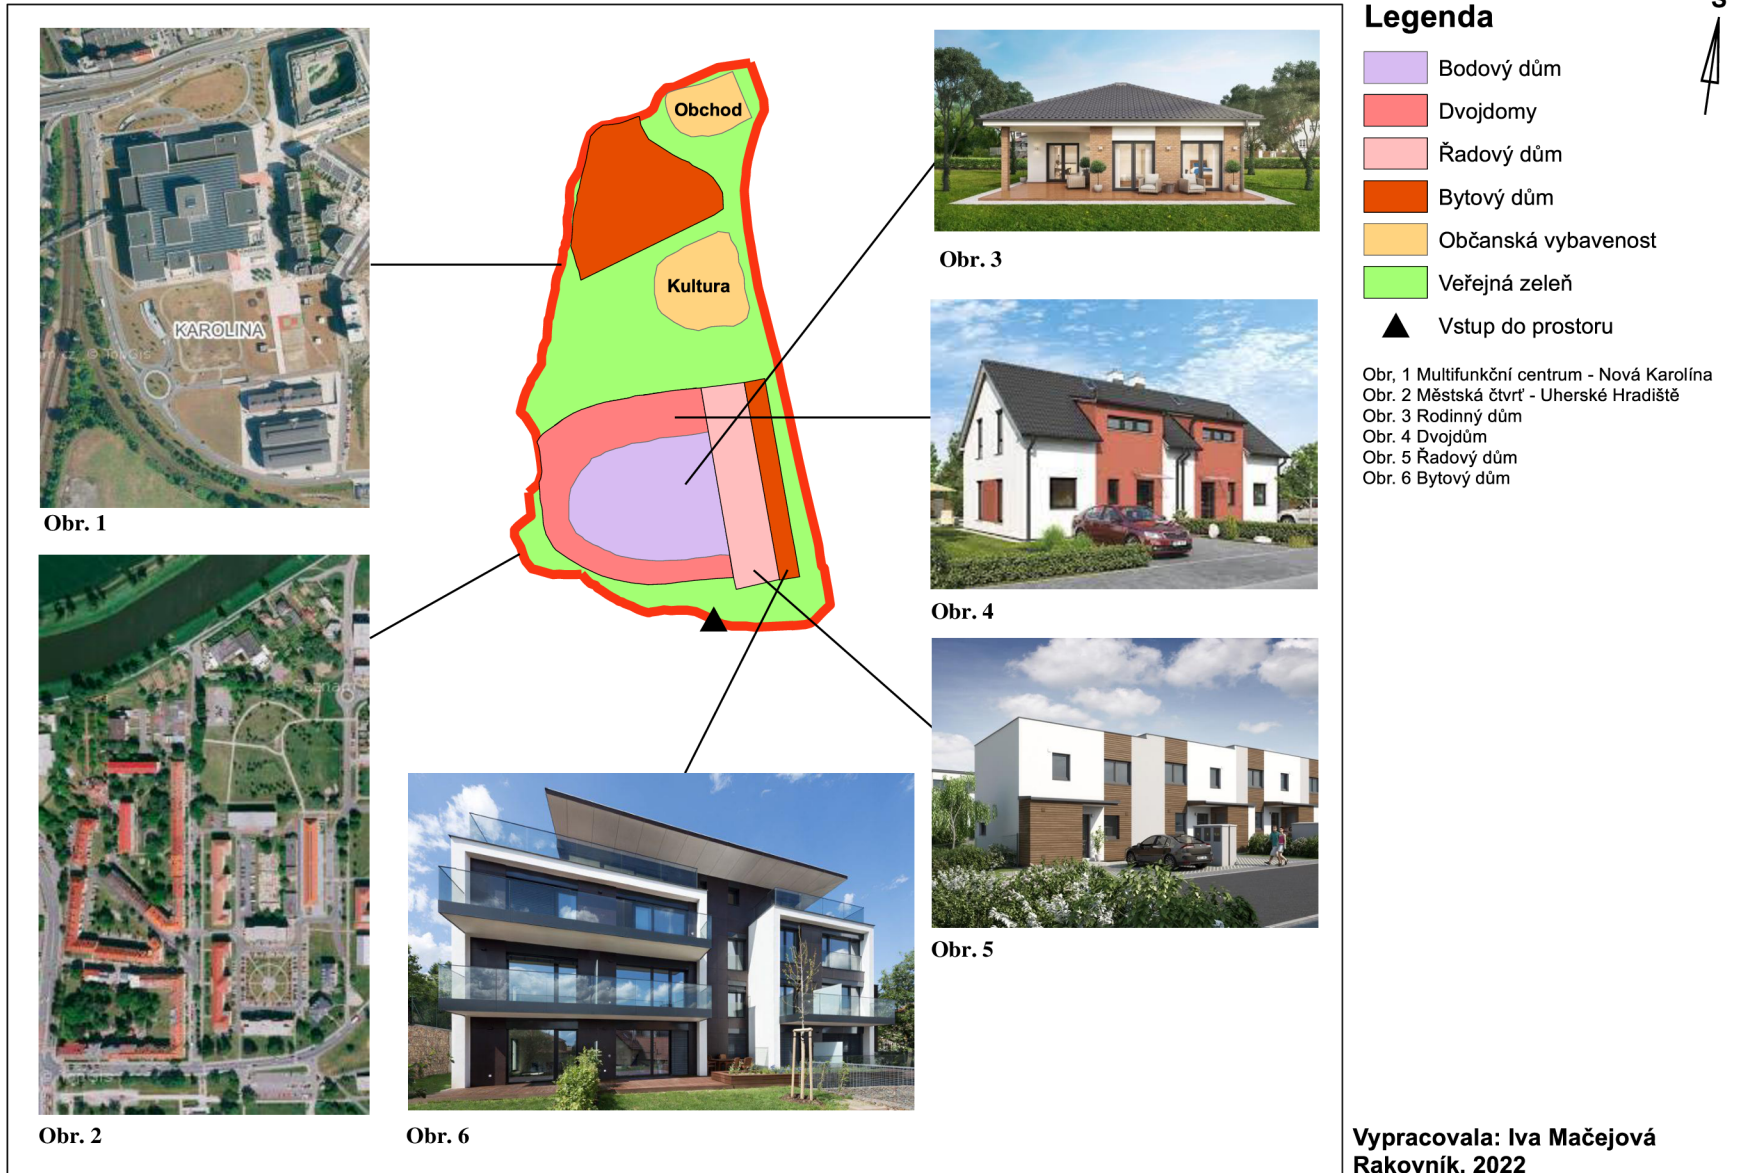 Legenda
S
Bodový dům
Dvojdomy
Řadový dům
Bytový dům
Občanská vybavenost
Veřejná zeleň
Vstup do prostoru
Obr, 1 Multifunkční centrum - Nová Karolína
Obr. 2 Městská čtvrť - Uherské Hradiště
Obr. 3 Rodinný dům
Obr. 4 Dvojdům
Obr. 5 Řadový dům
Obr. 6 Bytový dům
Obchod
Kultura
KAROLINA
Obr. 1
Obr. 2
Obr. 3
Obr. 4
Obr. 5
Obr. 6
Vypracovala: Iva Mačejová
Rakovník, 2022